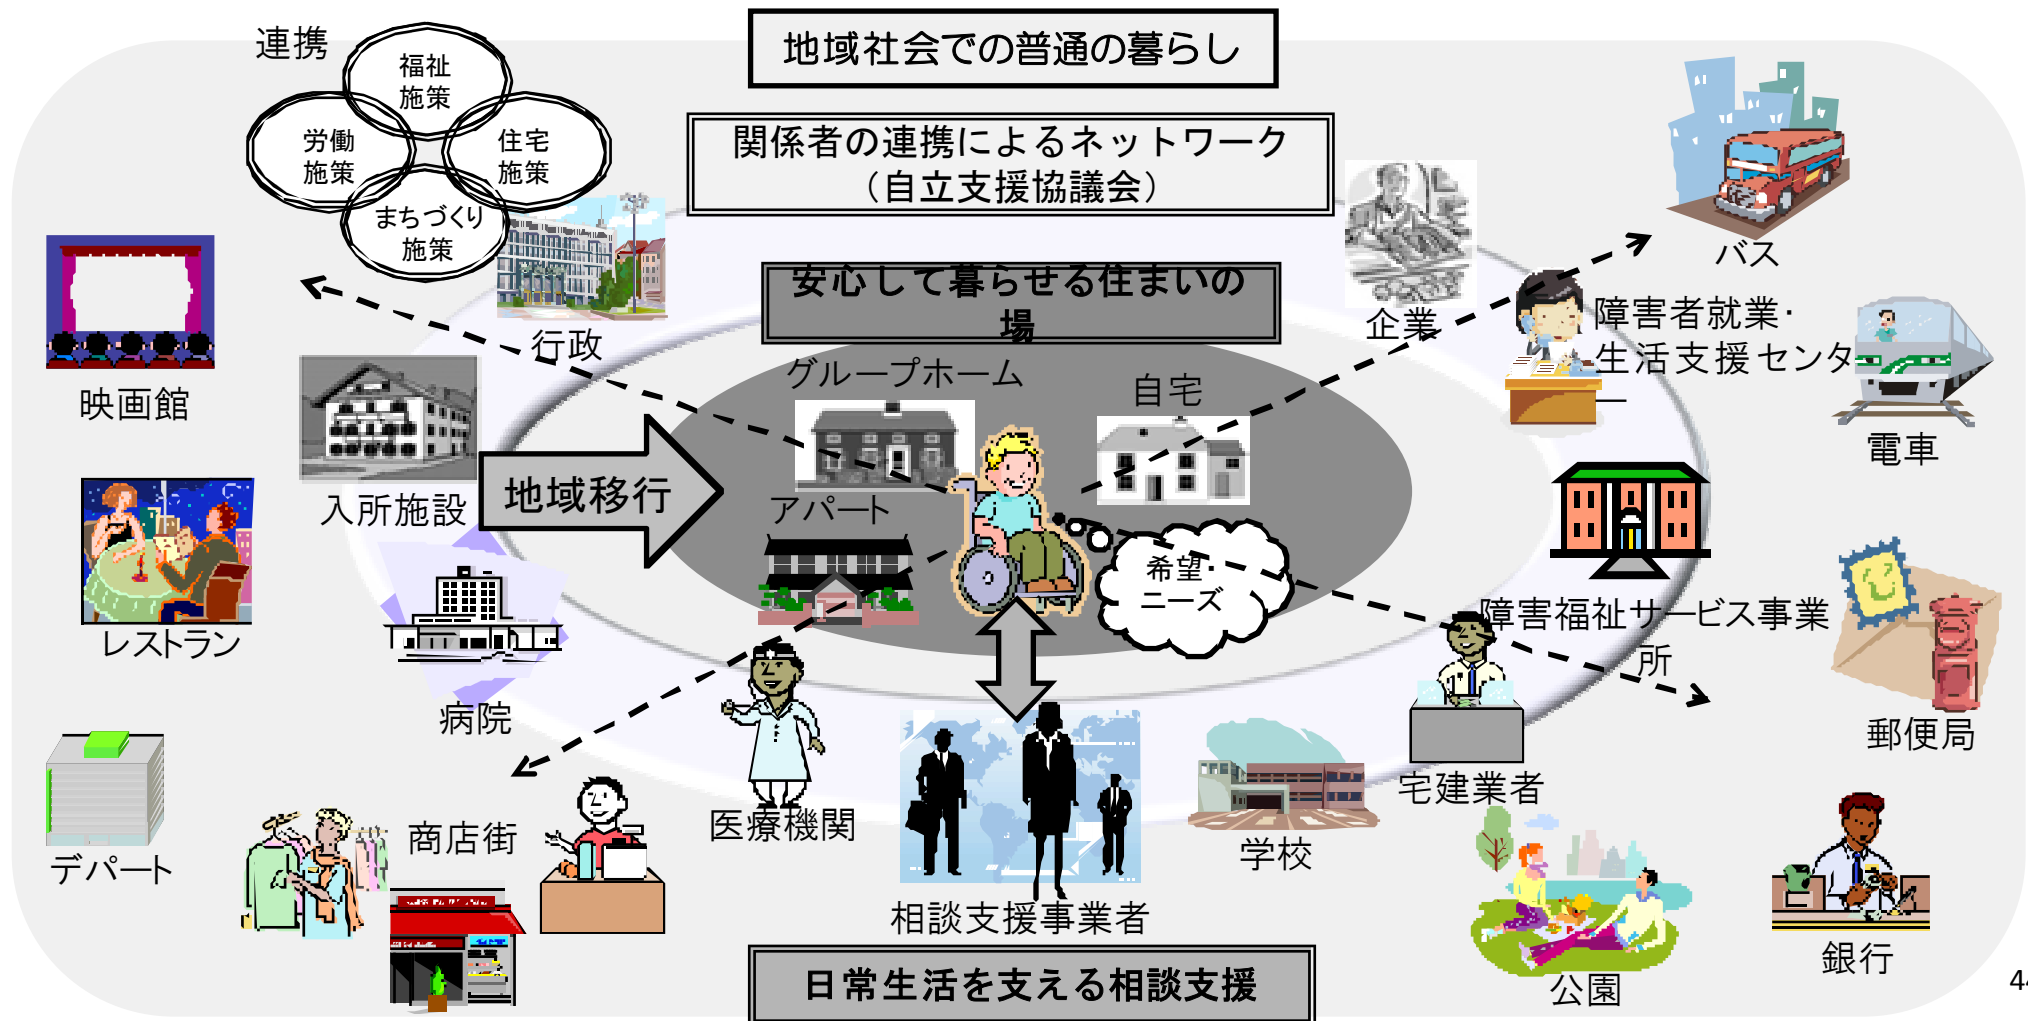 地域社会での普通の暮らし
連携
福祉
施策
労働
施策
住宅
施策
まちづくり
施策
関係者の連携によるネットワーク
（自立支援協議会）
安心して暮らせる住まいの
場
行政
企業
バス
障害者就業・
生活支援センタ
ー
映画館
グループホーム
自宅
電車
入所施設
地域移行
アパート
希望・
ニーズ
レストラン
病院
障害福祉サービス事業
所
郵便局
宅建業者
デパート
商店街
医療機関
学校
相談支援事業者
公園
銀行
日常生活を支える相談支援
44